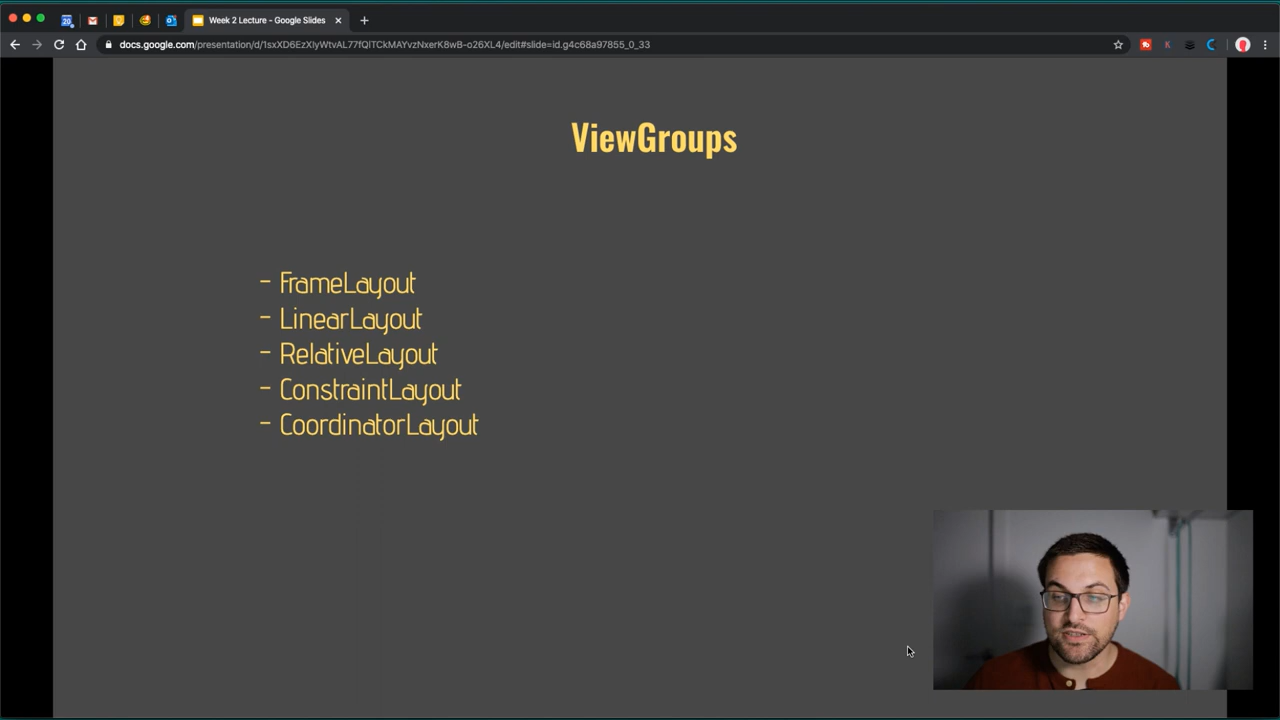 Week 2 Lecture - Google Slides
docs.google.com/presentation/d/1sxXD6EzXlyWtvAL77fQlTCkMAYvzNxerK8wB-o26XL4/edit#slide=id.g4c68a97855_0_33
ViewGroups
- FrameLayout
- LinearLayout
- RelativeLayout
- ConstraintLayout
- CoordinatorLayout